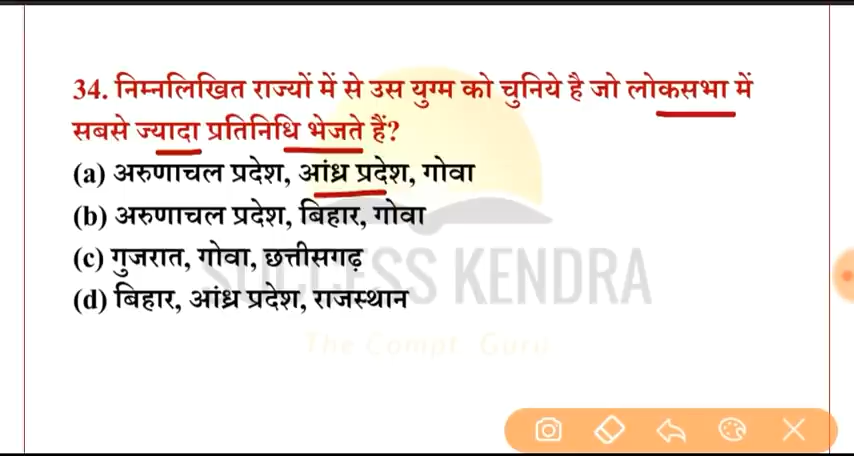 34. निम्नलिखित राज्यों में से उस युग्म को चुनिये है जो लोकसभा में
सबसे ज्यादा प्रतिनिधि भेजते हैं?
(a) अरुणाचल प्रदेश, आंध्र प्रदेश, गोवा
(b) अरुणाचल प्रदेश, बिहार, गोवा
(c) गुजरात, गोवा, छत्तीसगढ़
(d) बिहार, आंध्र प्रदेश, राजस्थान
SUCCESS KENDRA
The Compt. Guru